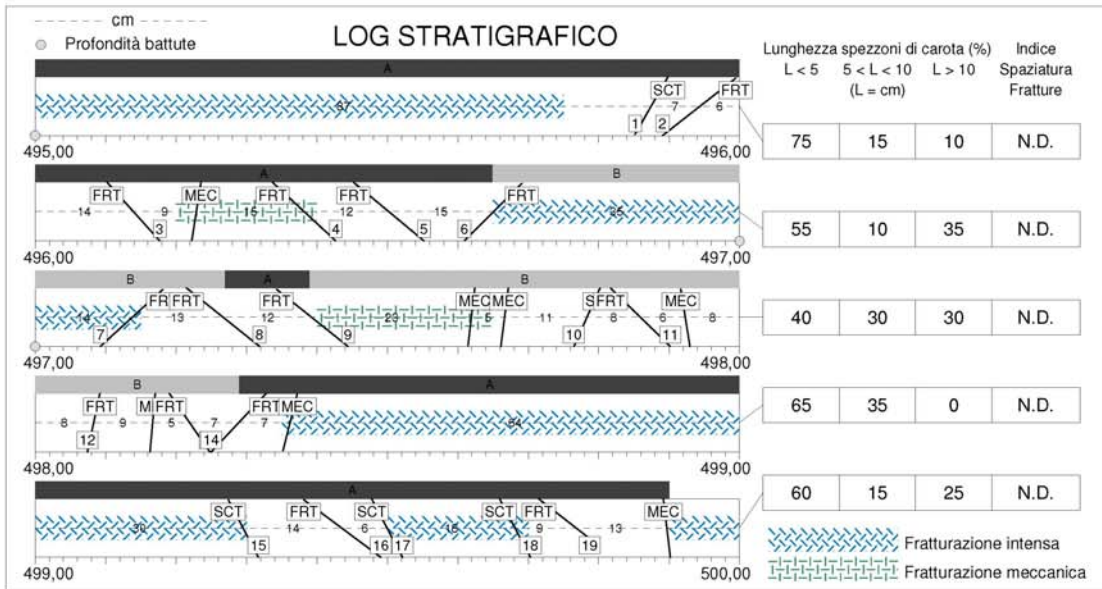 cm
LOG STRATIGRAFICO
Profondità battute
Lunghezza spezzoni di carota (%) Indice
L < 5 5 < L < 10 L > 10 Spaziatura
(L = cm) Fratture
A
SCT FRT
87 7 6
1 2
495,00 496,00
75 15 10 N.D.
A B
FRT MEC FRT FRT FRT
14 9 15 12 15 35
3 4 5 6
496,00 497,00
55 10 35 N.D.
B A B
FRT FRT MEC MEC FRT MEC
14 13 12 23 5 11 8 6 8
7 8 9 10 11
497,00 498,00
40 30 30 N.D.
B A
FRT FRT FRT MEC
8 9 5 7 7 64
12 14
498,00 499,00
65 35 0 N.D.
A
SCT FRT SCT SCT FRT MEC
30 14 6 9 13
15 16 17 18 19
499,00 500,00
60 15 25 N.D.
Fratturazione intensa
Fratturazione meccanica